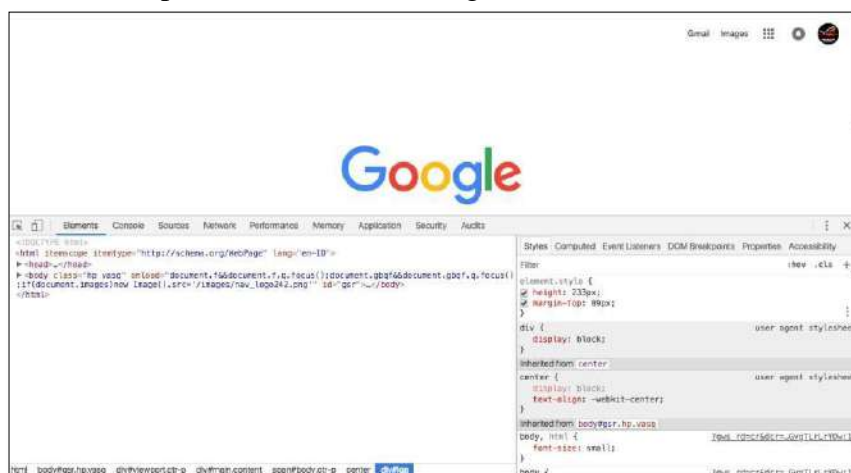 Gmail Images
Google
Elements Console Sources Network Performance Memory Application Security Audits
<!DOCTYPE html>
<html itemscope itemtype="http://schema.org/WebPage" lang="en-ID">
<head>…</head>
<body class="hp vasq" onload="document.f&&document.f.q.focus();document.gbqf&&document.gbqf.q.focus()
;if(document.images)new Image().src='/images/nav_logo242.png'" id="gsr">…</body>
</html>
html body#gsr.hp.vasq div#viewport.ctr-p div#main.content span#body.ctr-p center div#lga
Styles Computed Event Listeners DOM Breakpoints Properties Accessibility
Filter :hov .cls +
element.style {
height: 233px;
margin-top: 89px;
}
div { user agent stylesheet
display: block;
}
Inherited from center
center { user agent stylesheet
display: block;
text-align: -webkit-center;
}
Inherited from body#gsr.hp.vasq
body, html {
font-size: small;
}
body {